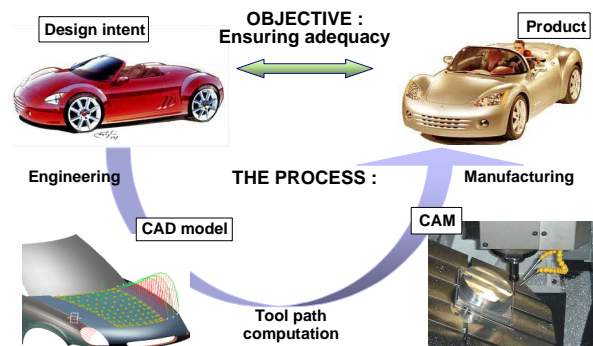 Design intent
OBJECTIVE :
Ensuring adequacy
Product
Engineering
THE PROCESS :
Manufacturing
CAD model
CAM
Tool path
computation